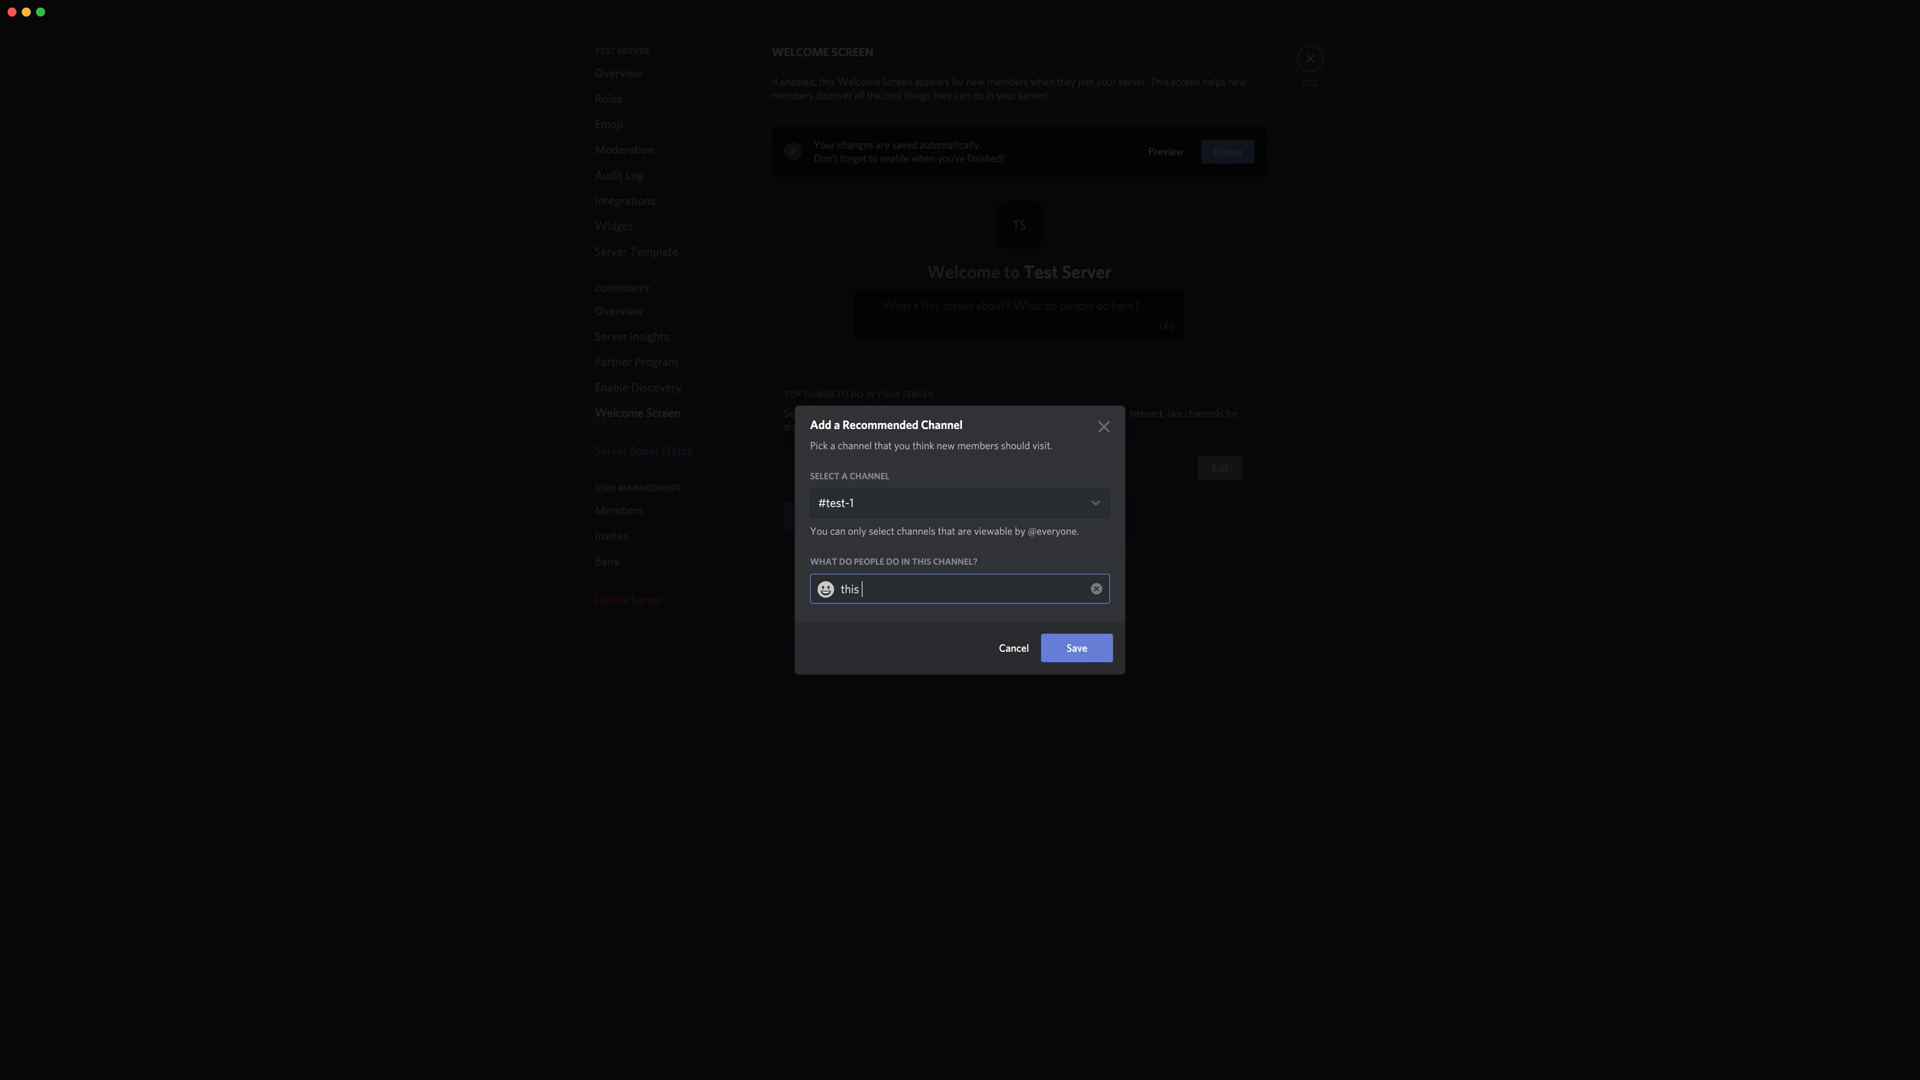 TEST SERVER
Overview
Roles
Emoji
Moderation
Audit Log
Integrations
Widget
Server Template
COMMUNITY
Overview
Server Insights
Partner Program
Enable Discovery
Welcome Screen
Server Boost Status
USER MANAGEMENT
Members
Invites
Bans
Delete Server
WELCOME SCREEN
If enabled, this Welcome Screen appears for new members when they join your server. This screen helps new
members discover all the cool things they can do in your server!
ESC
Your changes are saved automatically.
Don't forget to enable when you're finished!
Preview
Enable
TS
Welcome to Test Server
What's this server about? What do people do here?
140
TOP THINGS TO DO IN YOUR SERVER
interact, like channels for
Edit
Add a Recommended Channel
Pick a channel that you think new members should visit.
SELECT A CHANNEL
#test-1
You can only select channels that are viewable by @everyone.
WHAT DO PEOPLE DO IN THIS CHANNEL?
this
Cancel
Save